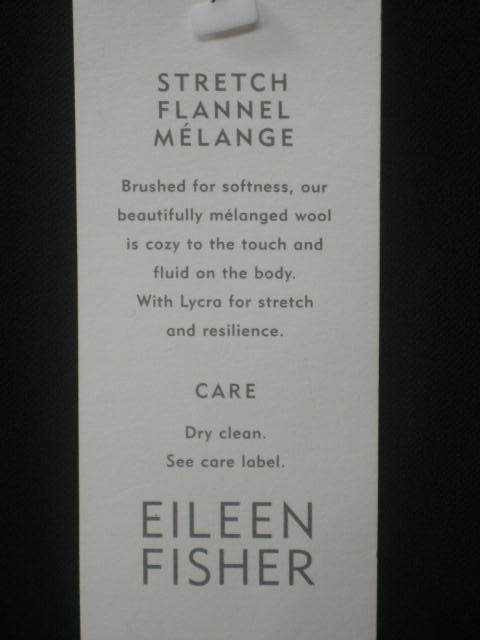 STRETCH
FLANNEL
MÉLANGE
Brushed for softness, our
beautifully mélanged wool
is cozy to the touch and
fluid on the body.
With Lycra for stretch
and resilience.
CARE
Dry clean.
See care label.
EILEEN
FISHER